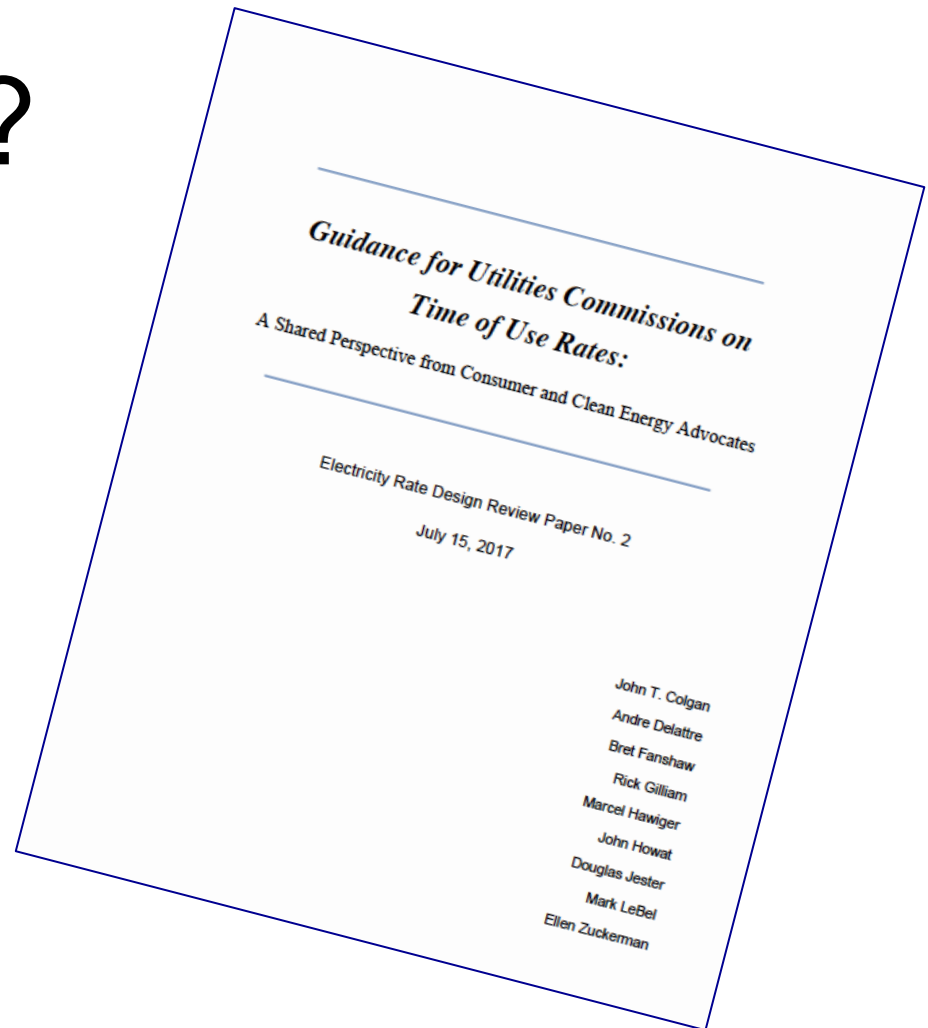 ?
Guidance for Utilities Commissions on
Time of Use Rates:
A Shared Perspective from Consumer and Clean Energy Advocates
Electricity Rate Design Review Paper No. 2
July 15, 2017
John T. Colgan
Andre Delattre
Bret Fanshaw
Rick Gilliam
Marcel Hawiger
John Howat
Douglas Jester
Mark LeBel
Ellen Zuckerman